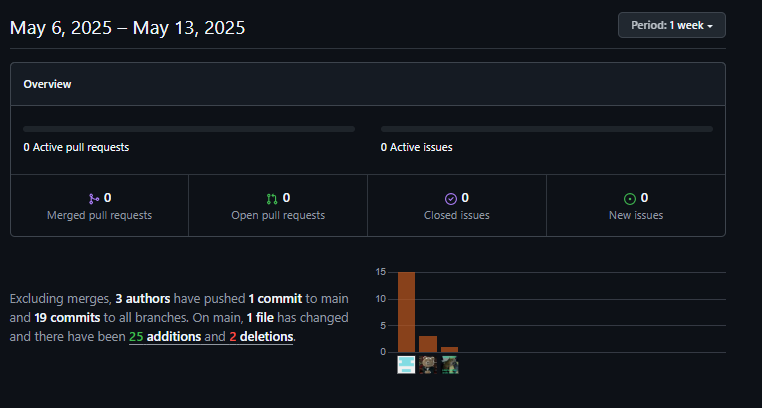 May 6, 2025 – May 13, 2025
Period: 1 week
Overview
0 Active pull requests
0 Active issues
0
Merged pull requests
0
Open pull requests
0
Closed issues
0
New issues
Excluding merges, 3 authors have pushed 1 commit to main
and 19 commits to all branches. On main, 1 file has changed
and there have been 25 additions and 2 deletions.
15
10
5
0